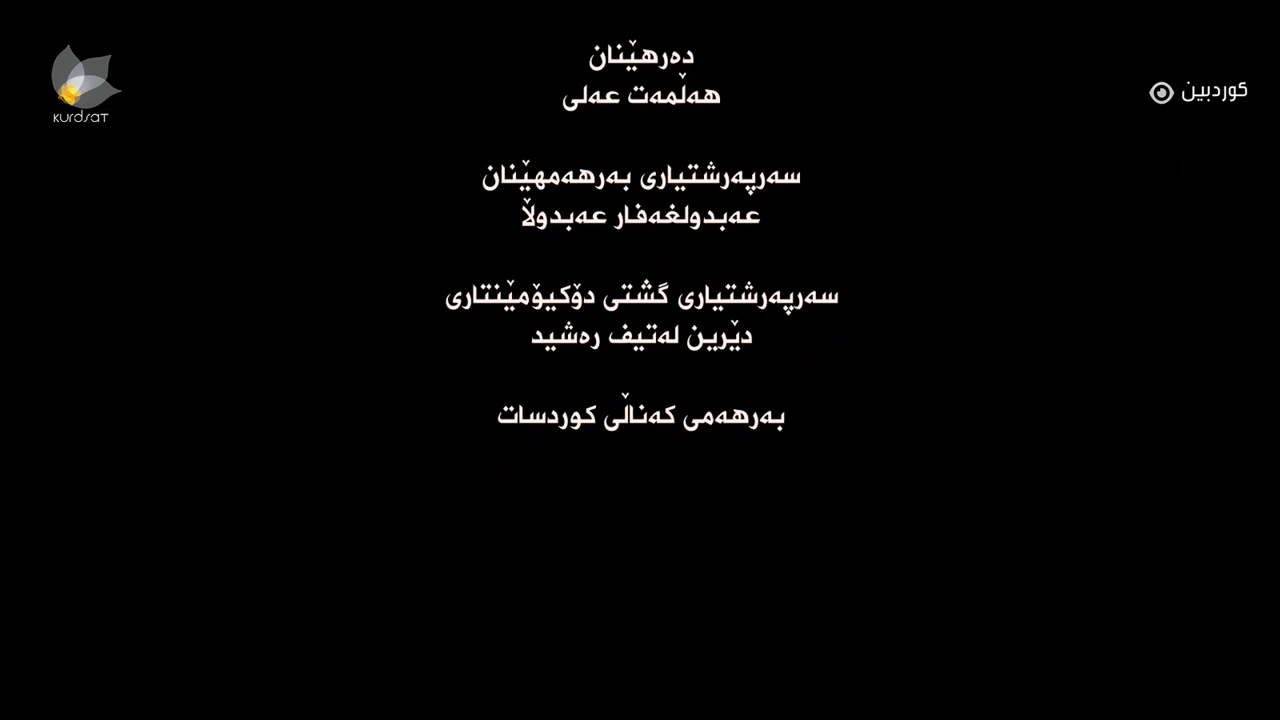 دەرهێنان
هەڵمەت عەلی
سەرپەرشتیاری بەرهەمهێنان
عەبدولغەفار عەبدوڵا
سەرپەرشتیاری گشتی دۆکیۆمێنتاری
دێرین لەتیف رەشید
بەرهەمی کەناڵی کوردسات
کوردبین
kurdsat